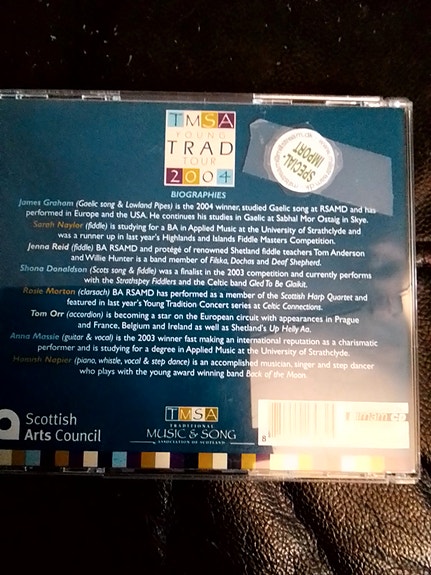 TMSA
YOUNG
TRAD
TOUR
2004
SPECIAL-
IMPORT
BIOGRAPHIES
James Graham (Gaelic song & Lowland Pipes) is the 2004 winner, studied Gaelic song at RSAMD and has
performed in Europe and the USA. He continues his studies in Gaelic at Sabhal Mor Ostaig in Skye.
Sarah Naylor (fiddle) is studying for a BA in Applied Music at the University of Strathclyde and
was a runner up in last year's Highlands and Islands Fiddle Masters Competition.
Jenna Reid (fiddle) BA RSAMD and protégé of renowned Shetland fiddle teachers Tom Anderson
and Willie Hunter is a band member of Filska, Dochas and Deaf Shepherd.
Shona Donaldson (Scots song & fiddle) was a finalist in the 2003 competition and currently performs
with the Strathspey Fiddlers and the Celtic band Gled To Be Glaikit.
Rosie Morton (clarsach) BA RSAMD has performed as a member of the Scottish Harp Quartet and
featured in last year's Young Tradition Concert series at Celtic Connections.
Tom Orr (accordion) is becoming a star on the European circuit with appearances in Prague
and France, Belgium and Ireland as well as Shetland's Up Helly Aa.
Anna Massie (guitar & vocal) is the 2003 winner fast making an international reputation as a charismatic
performer and is studying for a degree in Applied Music at the University of Strathclyde.
Hamish Napier (piano, whistle, vocal & step dance) is an accomplished musician, singer and step dancer
who plays with the young award winning band Back of the Moon.
Scottish
Arts Council
TMSA
TRADITIONAL
MUSIC & SONG
ASSOCIATION OF SCOTLAND
8